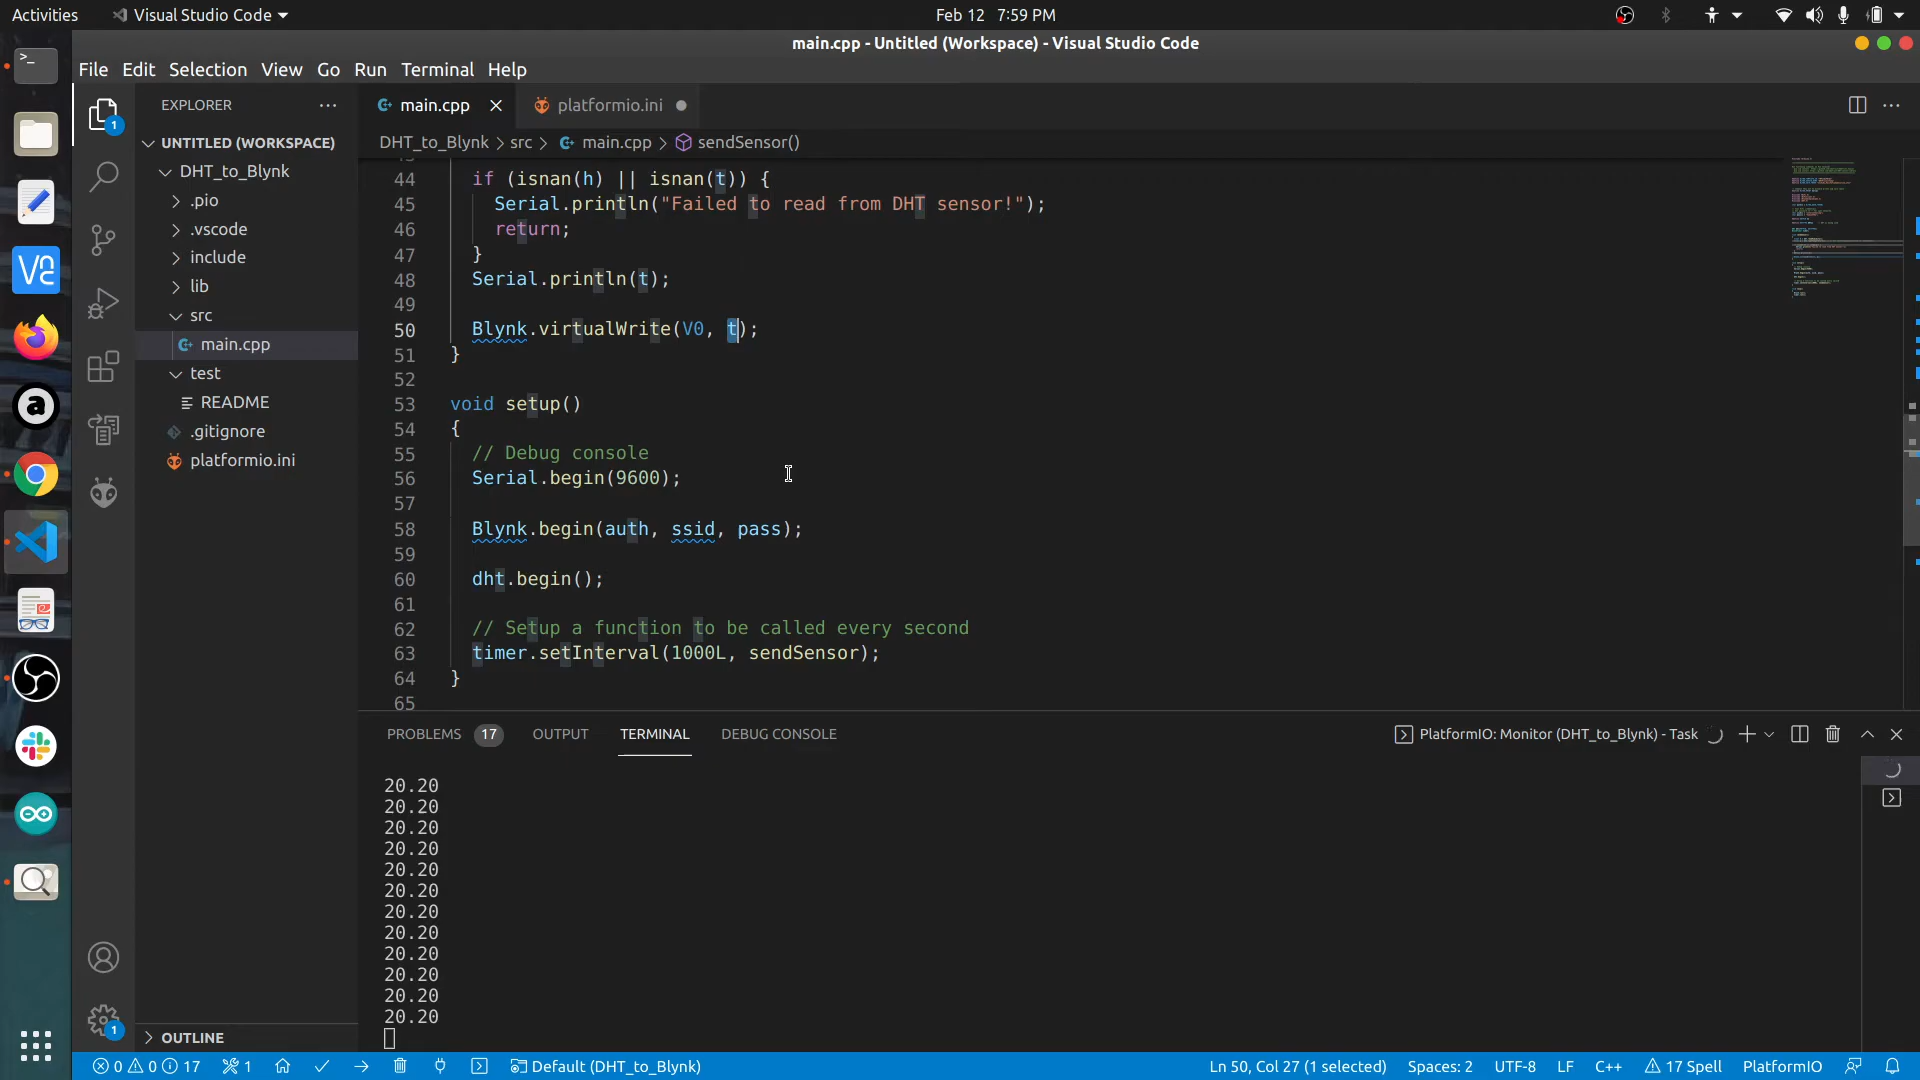 Activities
Visual Studio Code
Feb 12 7:59 PM
main.cpp - Untitled (Workspace) - Visual Studio Code
File Edit Selection View Go Run Terminal Help
EXPLORER
main.cpp
platformio.ini
UNTITLED (WORKSPACE)
DHT_to_Blynk > src > main.cpp > sendSensor()
DHT_to_Blynk
.pio
.vscode
include
lib
src
main.cpp
test
README
.gitignore
platformio.ini
OUTLINE
44 if (isnan(h) || isnan(t)) {
45 Serial.println("Failed to read from DHT sensor!");
46 return;
47 }
48 Serial.println(t);
49
50 Blynk.virtualWrite(V0, t);
51 }
52
53 void setup()
54 {
55 // Debug console
56 Serial.begin(9600);
57
58 Blynk.begin(auth, ssid, pass);
59
60 dht.begin();
61
62 // Setup a function to be called every second
63 timer.setInterval(1000L, sendSensor);
64 }
65
PROBLEMS 17 OUTPUT TERMINAL DEBUG CONSOLE
PlatformIO: Monitor (DHT_to_Blynk) - Task
20.20
20.20
20.20
20.20
20.20
20.20
20.20
20.20
20.20
20.20
20.20
20.20
0 0 17 1 Default (DHT_to_Blynk) Ln 50, Col 27 (1 selected) Spaces: 2 UTF-8 LF C++ 17 Spell PlatformIO